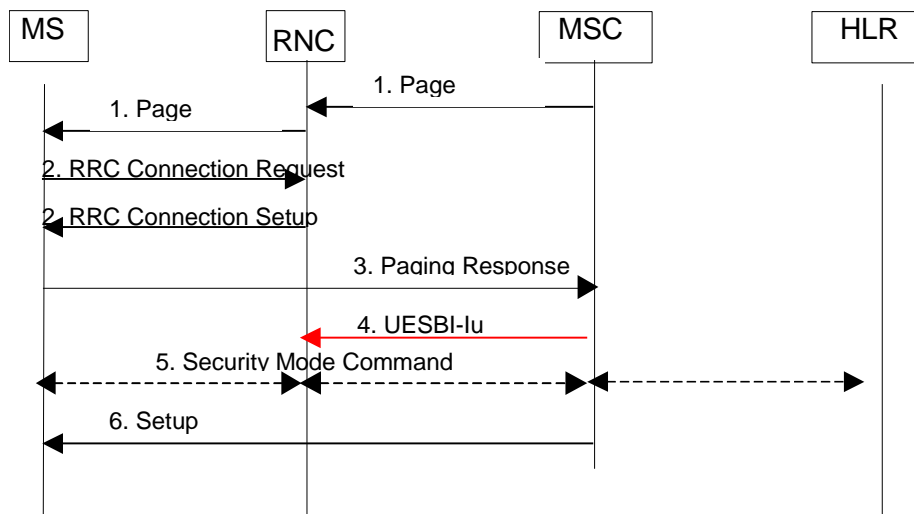 MS
RNC
MSC
HLR
1. Page
1. Page
2. RRC Connection Request
2. RRC Connection Setup
3. Paging Response
4. UESBI-Iu
5. Security Mode Command
6. Setup